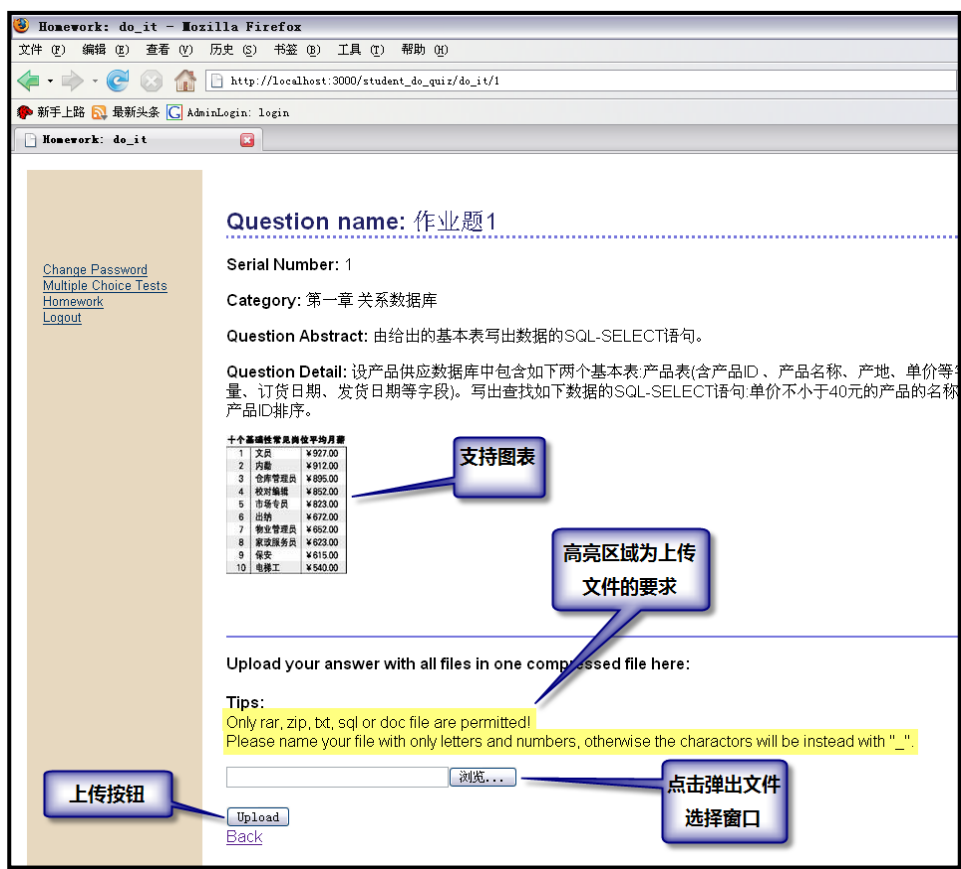 Homework: do_it - Mozilla Firefox
文件 (F) 编辑 (E) 查看 (V) 历史 (S) 书签 (B) 工具 (T) 帮助 (H)
http://localhost:3000/student_do_quiz/do_it/1
新手上路 最新头条 AdminLogin: login
Homework: do_it
Question name: 作业题1
Change Password
Multiple Choice Tests
Homework
Logout
Serial Number: 1
Category: 第一章 关系数据库
Question Abstract: 由给出的基本表写出数据的SQL-SELECT语句。
Question Detail: 设产品供应数据库中包含如下两个基本表:产品表(含产品ID 、产品名称、产地、单价等
量、订货日期、发货日期等字段)。写出查找如下数据的SQL-SELECT语句:单价不小于40元的产品的名称
产品ID排序。
十个基础性常见岗位平均月薪
1 文员 ¥927.00
2 内勤 ¥912.00
3 仓库管理员 ¥895.00
4 校对编辑 ¥852.00
5 市场专员 ¥823.00
6 出纳 ¥672.00
7 物业管理员 ¥652.00
8 家政服务员 ¥623.00
9 保安 ¥615.00
10 电梯工 ¥540.00
支持图表
高亮区域为上传
文件的要求
Upload your answer with all files in one compressed file here:
Tips:
Only rar, zip, txt, sql or doc file are permitted!
Please name your file with only letters and numbers, otherwise the charactors will be instead with "_".
浏览...
点击弹出文件
选择窗口
上传按钮
Upload
Back